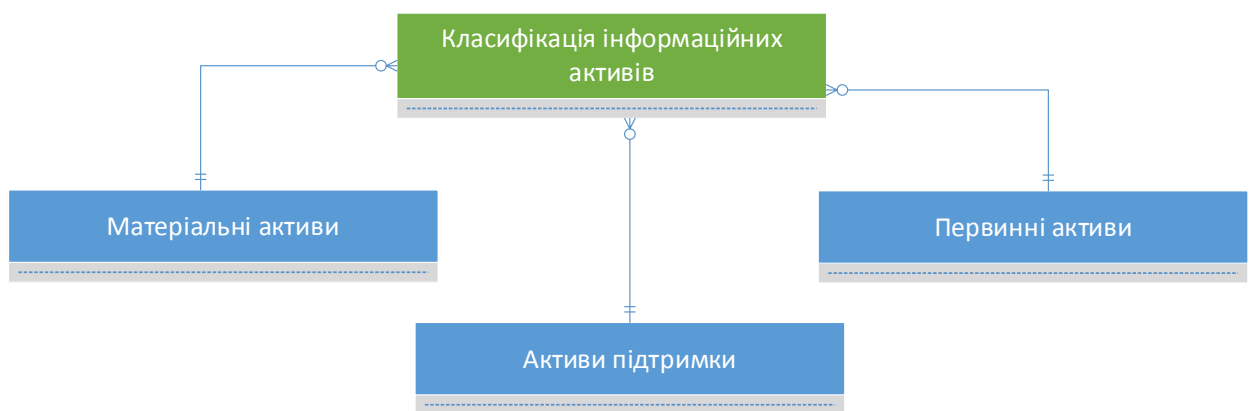 Класифікація інформаційних
активів
Матеріальні активи
Первинні активи
Активи підтримки